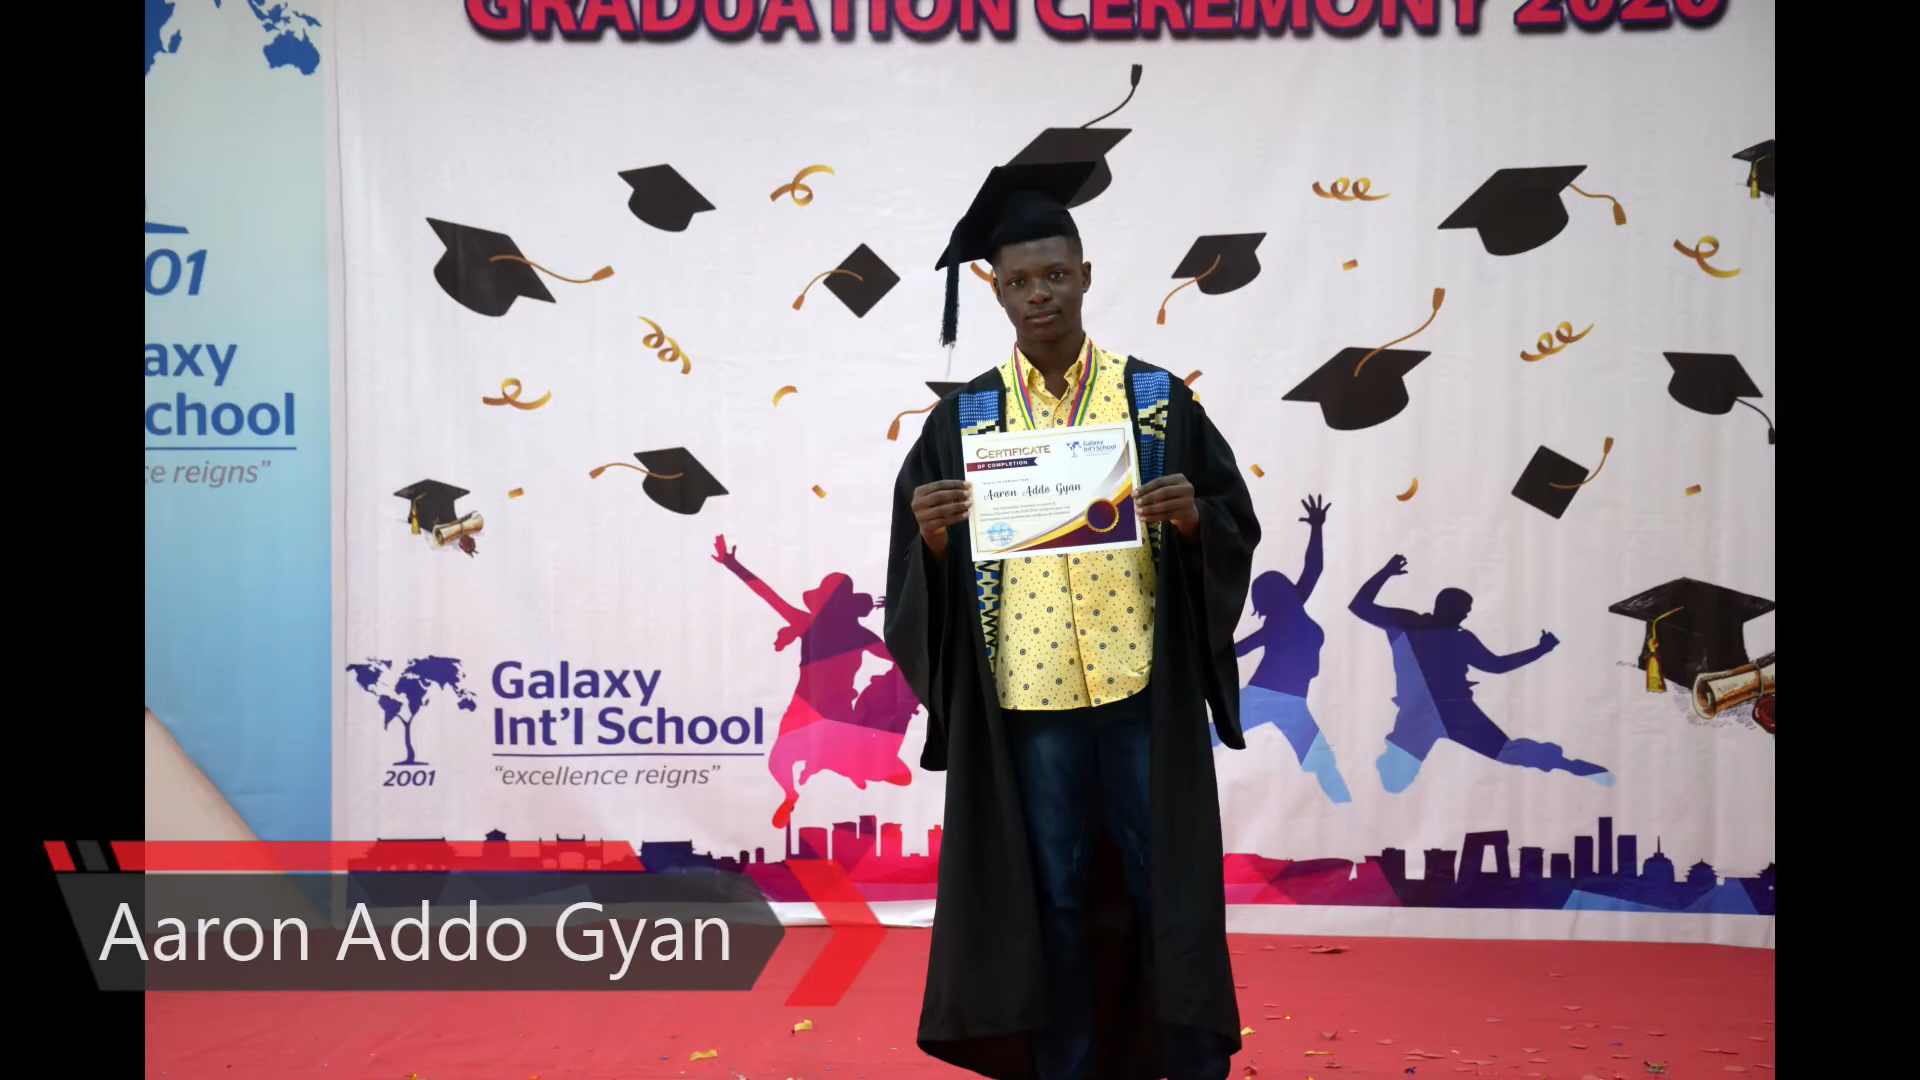 GRADUATION CEREMONY 2020
01
axy
chool
ce reigns”
CERTIFICATE
OF COMPLETION
Galaxy
Int'l School
Aaron Addo Gyan
Galaxy
Int’l School
“excellence reigns”
2001
Aaron Addo Gyan